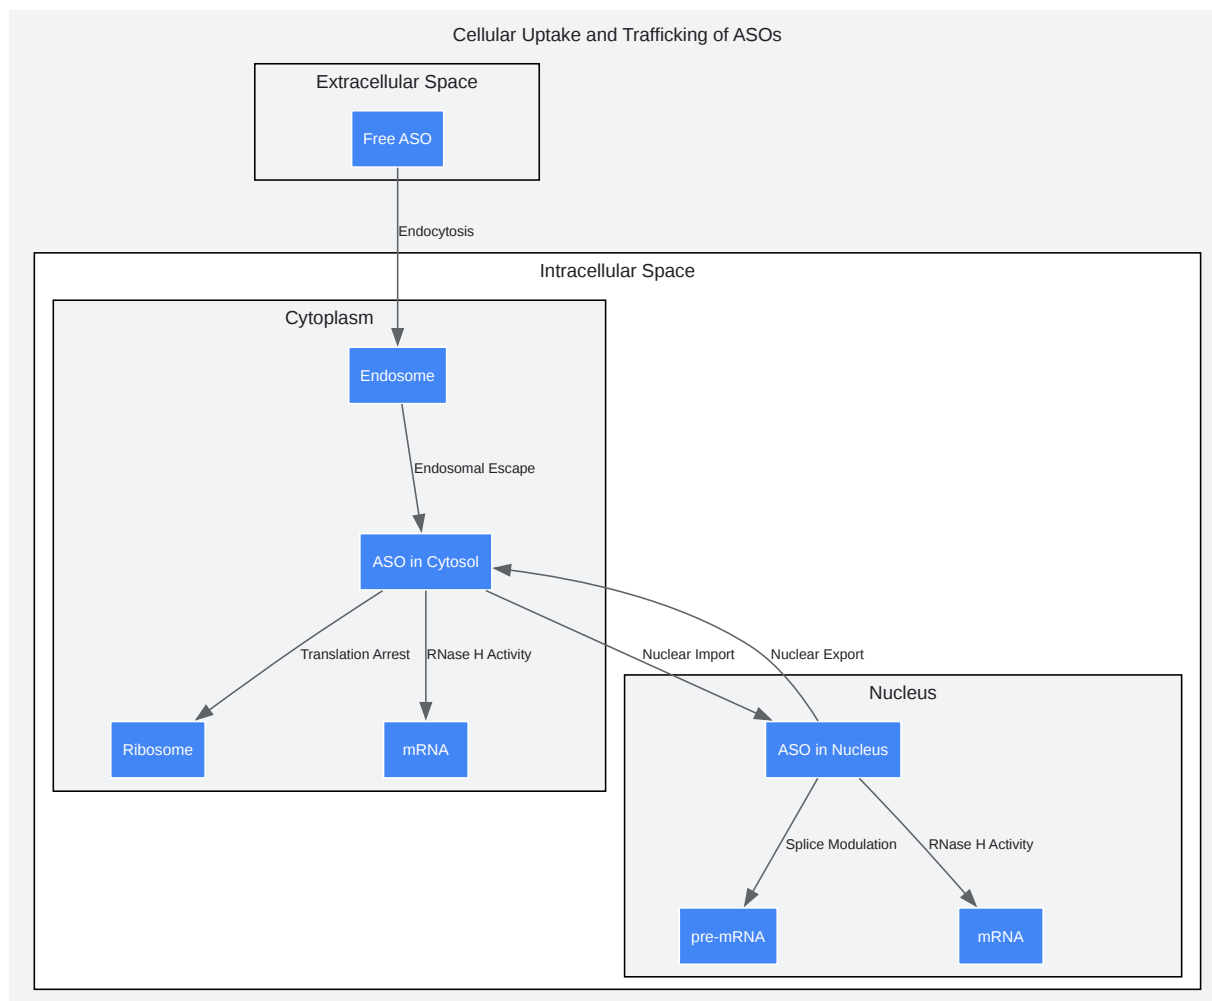 Cellular Uptake and Trafficking of ASOs
Extracellular Space
Free ASO
Endocytosis
Intracellular Space
Cytoplasm
Endosome
Endosomal Escape
ASO in Cytosol
Translation Arrest
RNase H Activity
Nuclear Import
Nuclear Export
Nucleus
Ribosome
mRNA
ASO in Nucleus
Splice Modulation
RNase H Activity
pre-mRNA
mRNA